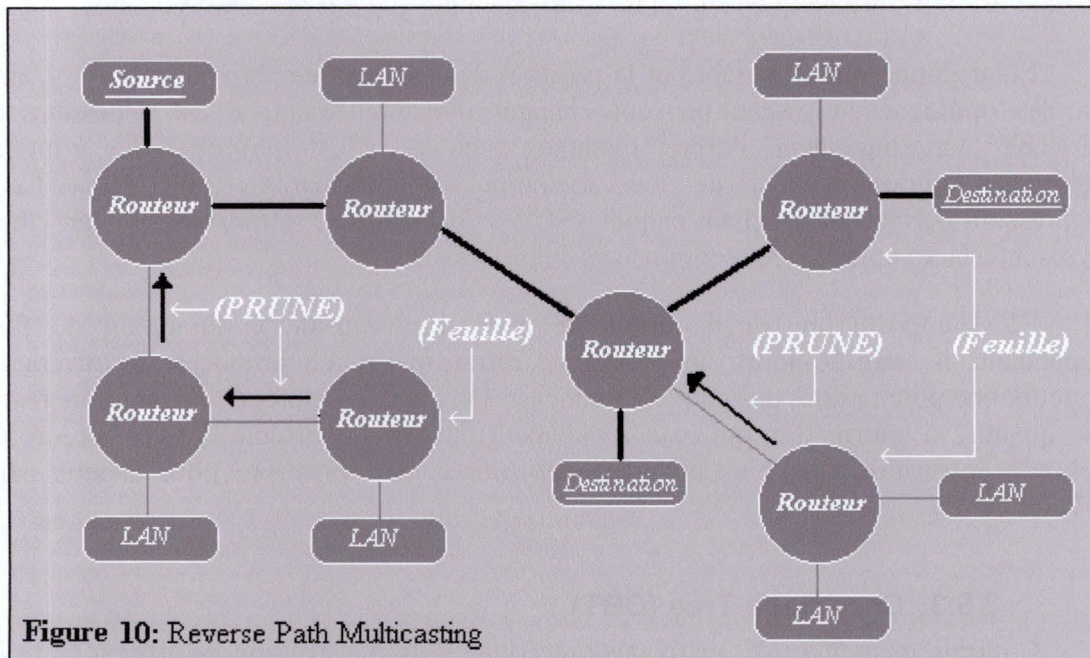 Source
LAN
LAN
Routeur
Routeur
Routeur
Destination
(PRUNE)
(Feuille)
Routeur
(PRUNE)
(Feuille)
Routeur
Routeur
Destination
Routeur
LAN
LAN
LAN
LAN
Figure 10: Reverse Path Multicasting